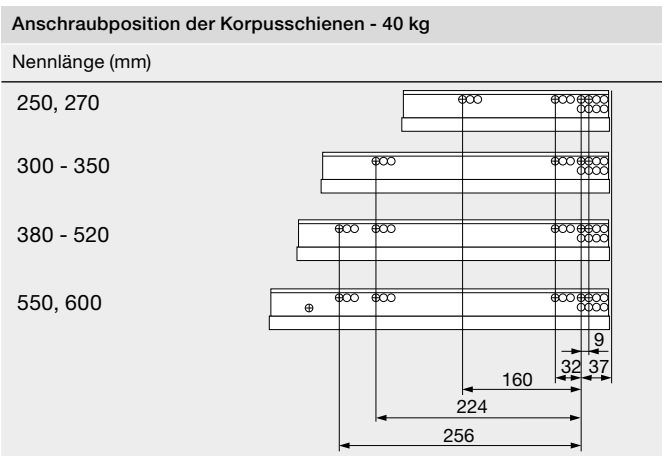 Anschraubposition der Korpusschienen - 40 kg
Nennlänge (mm)
250, 270
300 - 350
380 - 520
550, 600
9
32 37
160
224
256